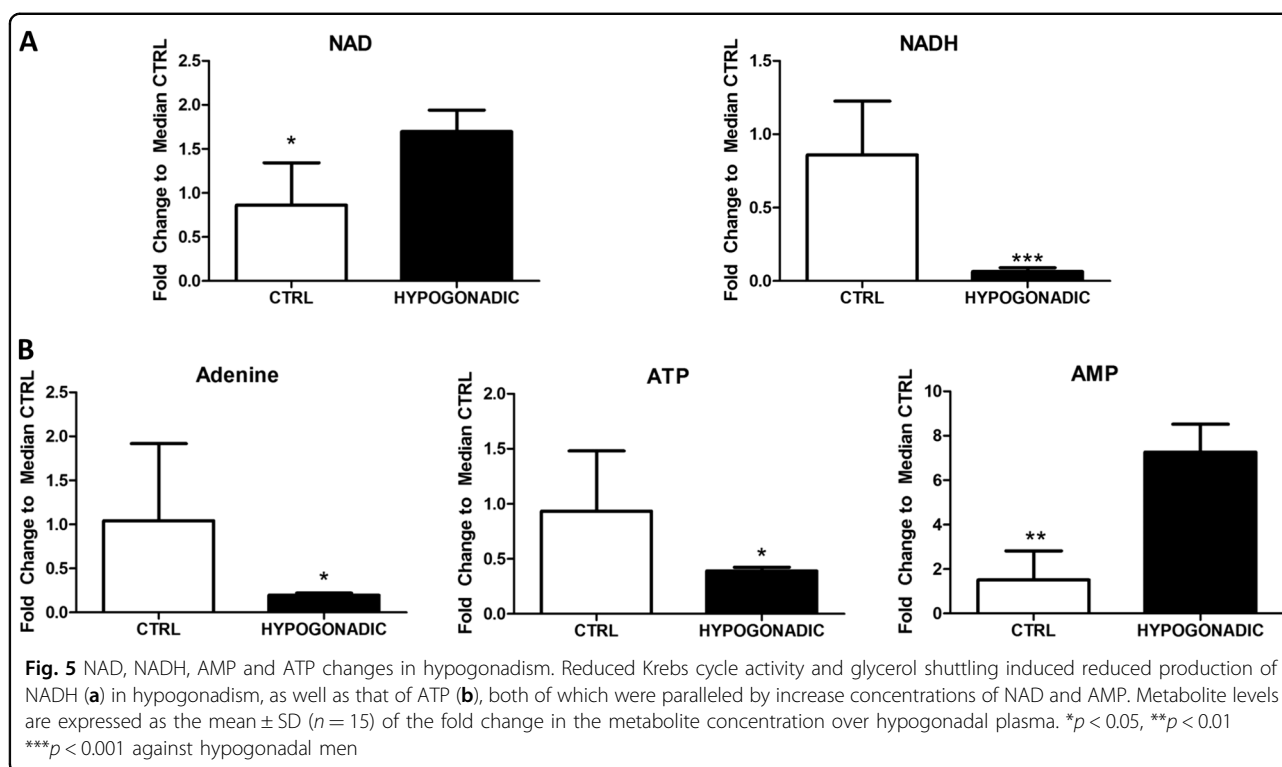 A
NAD
NADH
Fold Change to Median CTRL
2.5
2.0
1.5
1.0
0.5
0.0
*
CTRL
HYPOGONADIC
Fold Change to Median CTRL
1.5
1.0
0.5
0.0
***
CTRL
HYPOGONADIC
B
Adenine
ATP
AMP
Fold Change to Median CTRL
2.5
2.0
1.5
1.0
0.5
0.0
*
CTRL
HYPOGONADIC
Fold Change to Median CTRL
2.0
1.5
1.0
0.5
0.0
*
CTRL
HYPOGONADIC
Fold Change to Median CTRL
10
8
6
4
2
0
**
CTRL
HYPOGONADIC
Fig. 5 NAD, NADH, AMP and ATP changes in hypogonadism. Reduced Krebs cycle activity and glycerol shuttling induced reduced production of
NADH (a) in hypogonadism, as well as that of ATP (b), both of which were paralleled by increase concentrations of NAD and AMP. Metabolite levels
are expressed as the mean ± SD (n = 15) of the fold change in the metabolite concentration over hypogonadal plasma. *p < 0.05, **p < 0.01
***p < 0.001 against hypogonadal men